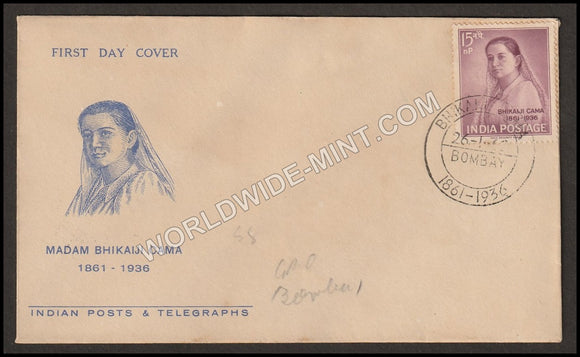 FIRST DAY COVER
15 nP
BHIKAIJI CAMA
1861-1936
INDIA POSTAGE
BOMBAY
1861-1936
WORLDWIDE-MINT.COM
MADAM BHIKAIJI CAMA
1861 - 1936
INDIAN POSTS & TELEGRAPHS